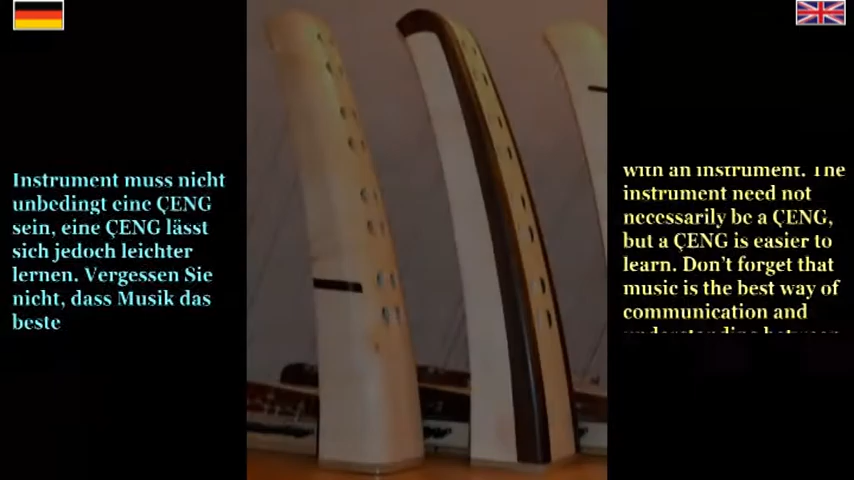 Instrument muss nicht
unbedingt eine ÇENG
sein, eine ÇENG lässt
sich jedoch leichter
lernen. Vergessen Sie
nicht, dass Musik das
beste
with an instrument. The
instrument need not
necessarily be a ÇENG,
but a ÇENG is easier to
learn. Don't forget that
music is the best way of
communication and
understanding between